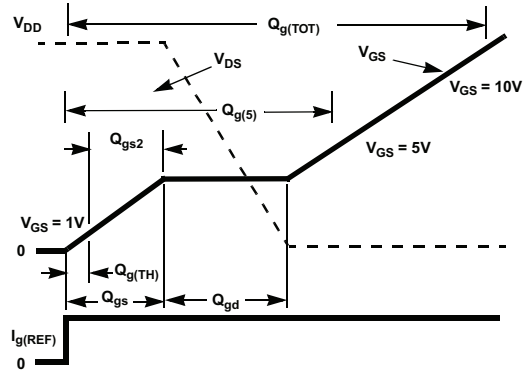 V_DD
Q_g(TOT)
V_DS
V_GS
V_GS = 10V
Q_g(5)
Q_gs2
V_GS = 5V
V_GS = 1V
0
Q_g(TH)
Q_gs
Q_gd
I_g(REF)
0